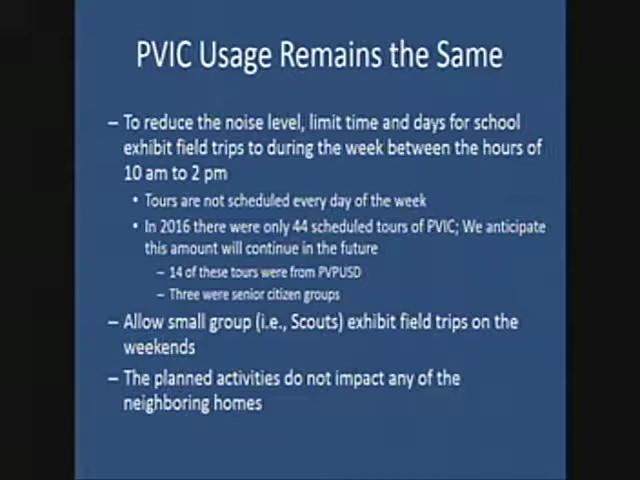 PVIC Usage Remains the Same
– To reduce the noise level, limit time and days for school
exhibit field trips to during the week between the hours of
10 am to 2 pm
• Tours are not scheduled every day of the week
• In 2016 there were only 44 scheduled tours of PVIC; We anticipate
this amount will continue in the future
– 14 of these tours were from PVPUSD
– Three were senior citizen groups
– Allow small group (i.e., Scouts) exhibit field trips on the
weekends
– The planned activities do not impact any of the
neighboring homes